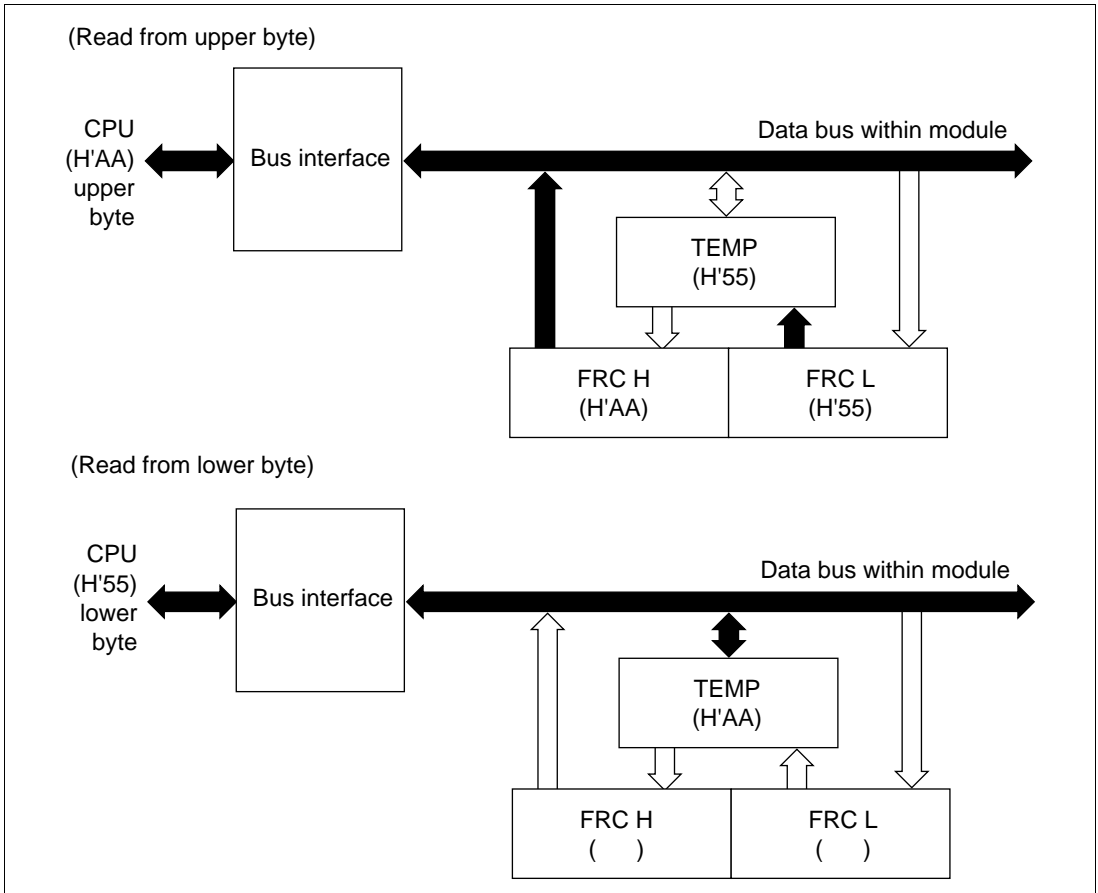 (Read from upper byte)
CPU
(H'AA)
upper
byte
Bus interface
Data bus within module
TEMP
(H'55)
FRC H
(H'AA)
FRC L
(H'55)
(Read from lower byte)
CPU
(H'55)
lower
byte
Bus interface
Data bus within module
TEMP
(H'AA)
FRC H
( )
FRC L
( )